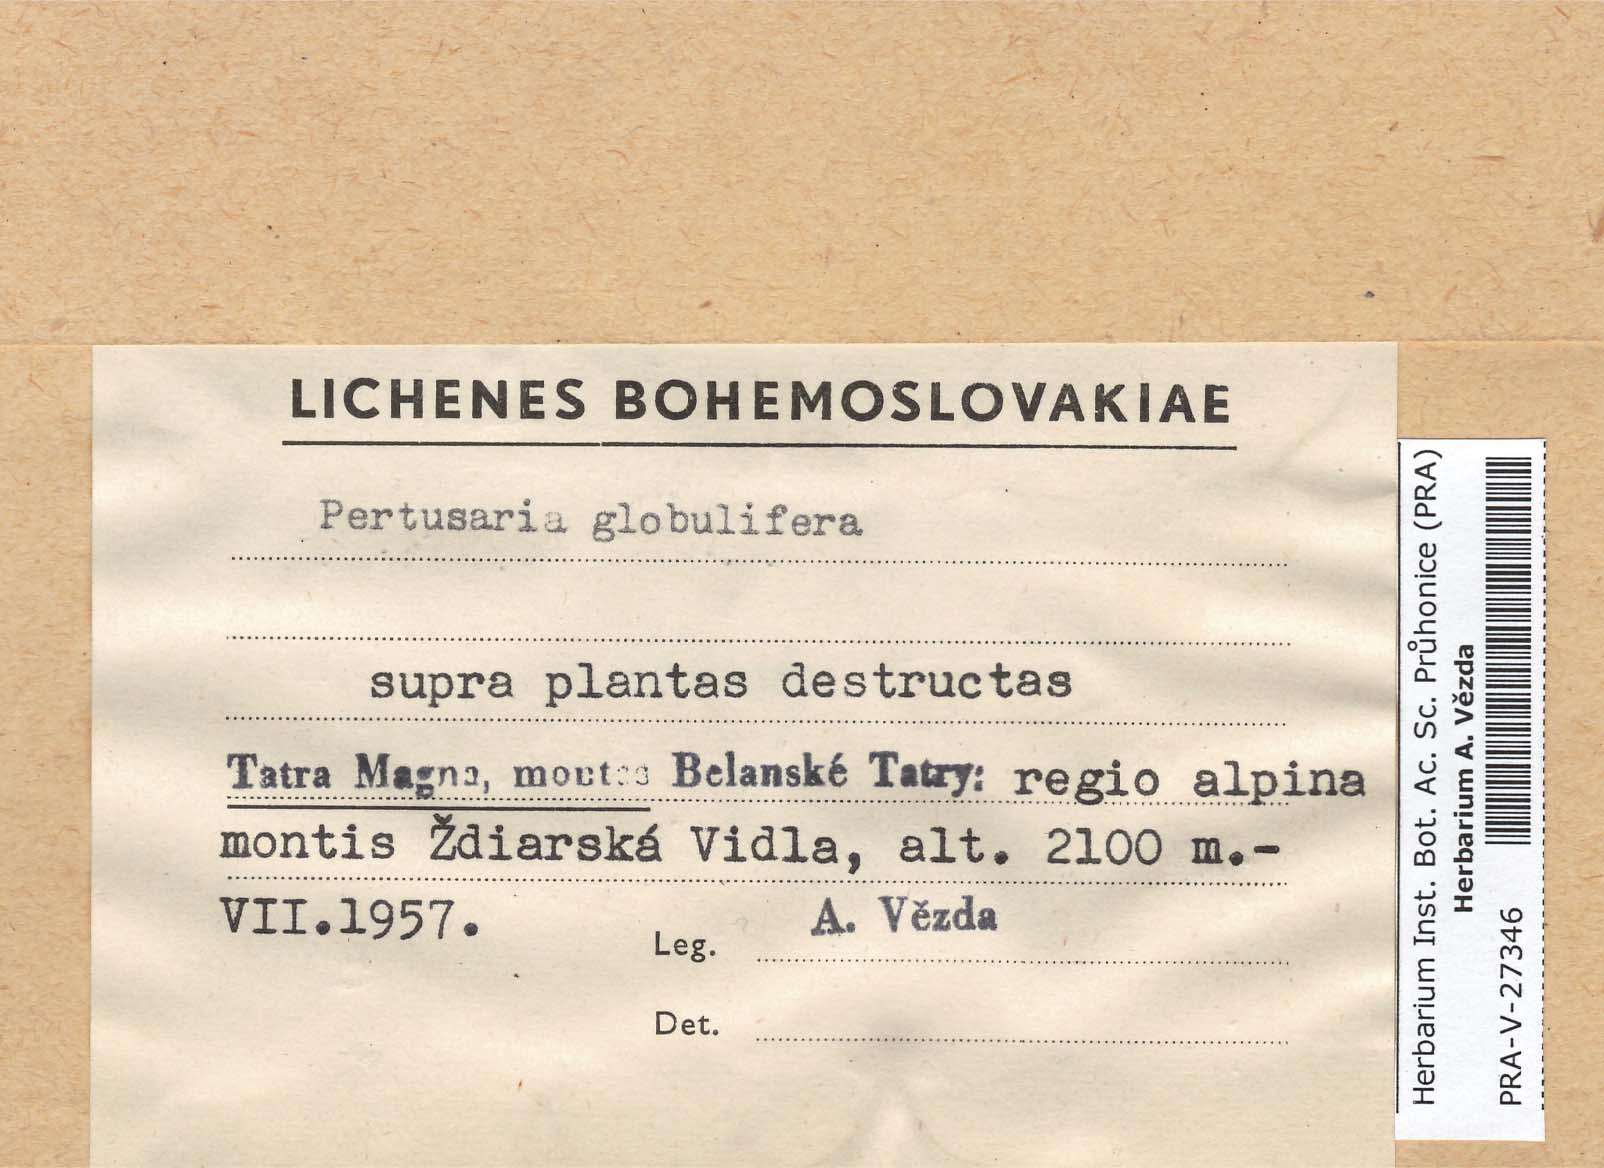 LICHENES BOHEMOSLOVAKIAE
Pertusaria globulifera
supra plantas destructas
Tatra Magna, montes Belanské Tatry: regio alpina
montis Ždiarská Vidla, alt. 2100 m.-
VII.1957.
Leg. A. Vězda
Det.
Herbarium Inst. Bot. Ac. Sc. Průhonice (PRA)
Herbarium A. Vězda
PRA-V-27346